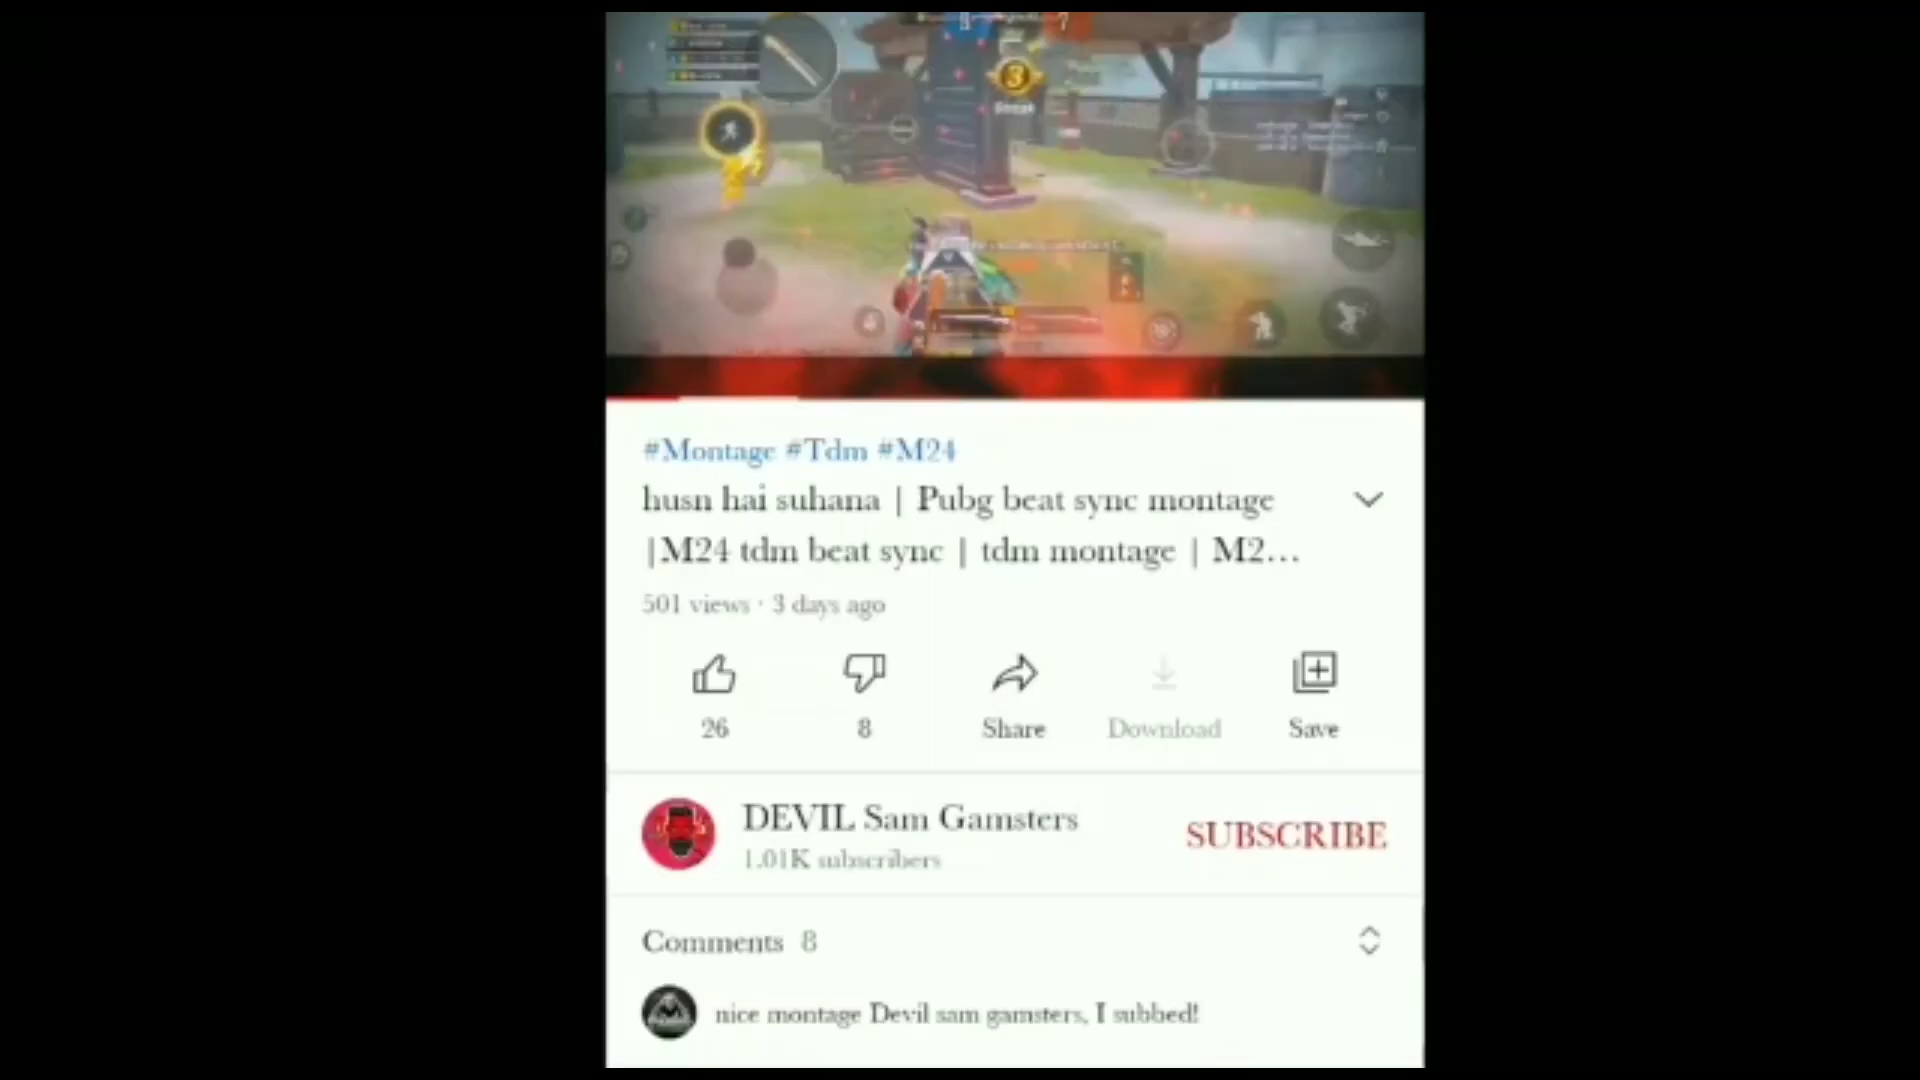 3
Streak
#Montage #Tdm #M24
husn hai suhana | Pubg beat sync montage
|M24 tdm beat sync | tdm montage | M2...
501 views · 3 days ago
26
8
Share
Download
Save
DEVIL Sam Gamsters
1.01K subscribers
SUBSCRIBE
Comments 8
nice montage Devil sam gamsters, I subbed!